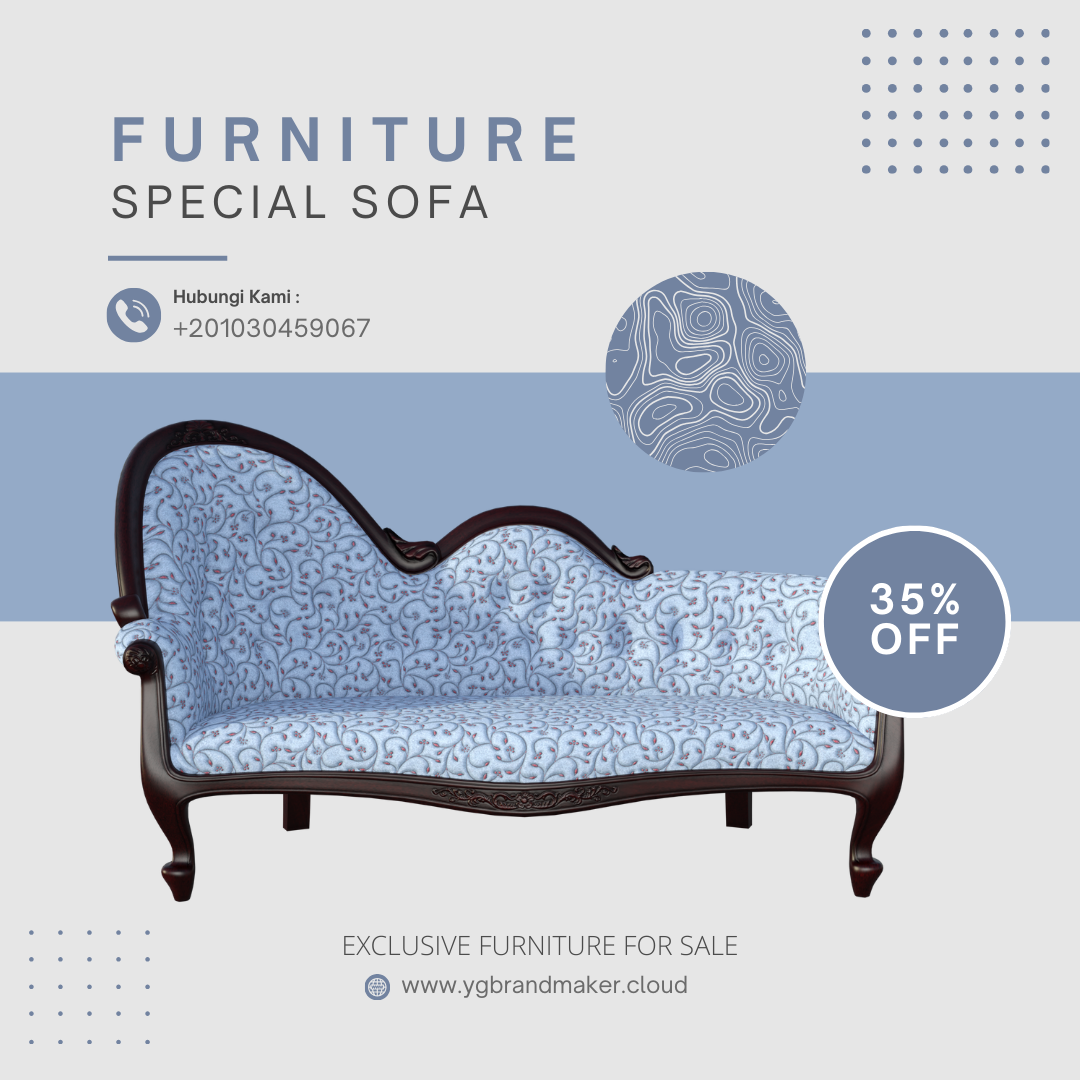 FURNITURE
SPECIAL SOFA
Hubungi Kami :
+201030459067
35%
OFF
EXCLUSIVE FURNITURE FOR SALE
www.ygbrandmaker.cloud